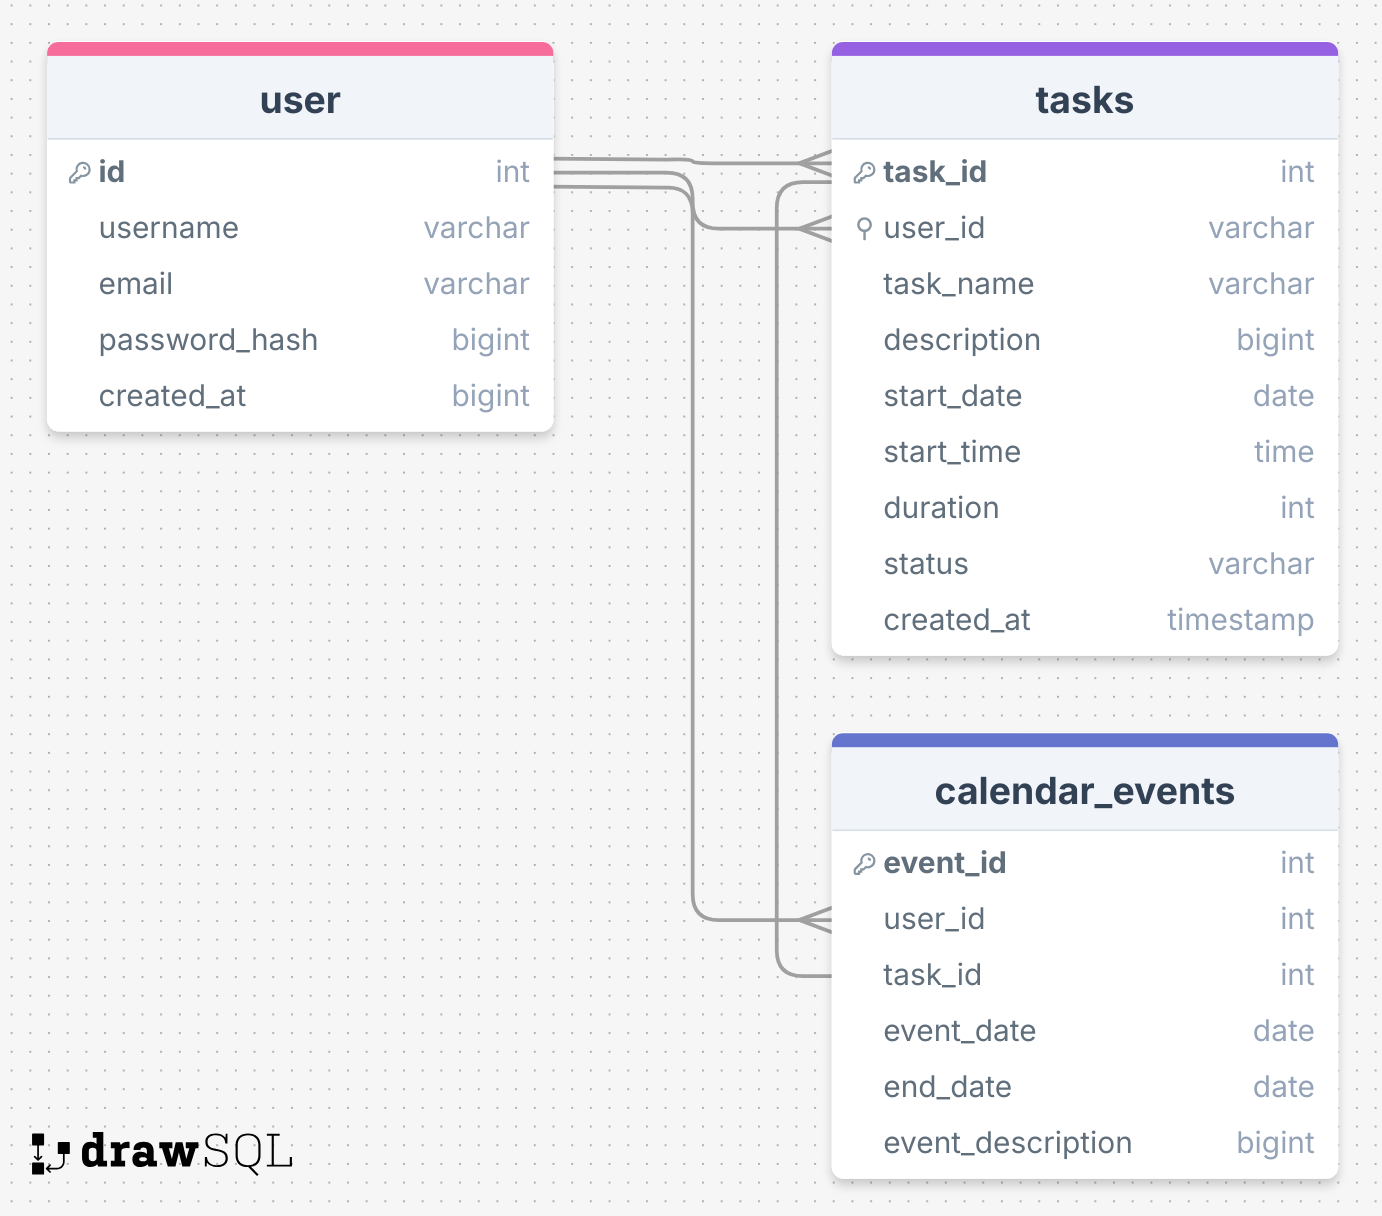 user
id int
username varchar
email varchar
password_hash bigint
created_at bigint
tasks
task_id int
user_id varchar
task_name varchar
description bigint
start_date date
start_time time
duration int
status varchar
created_at timestamp
calendar_events
event_id int
user_id int
task_id int
event_date date
end_date date
event_description bigint
drawSQL